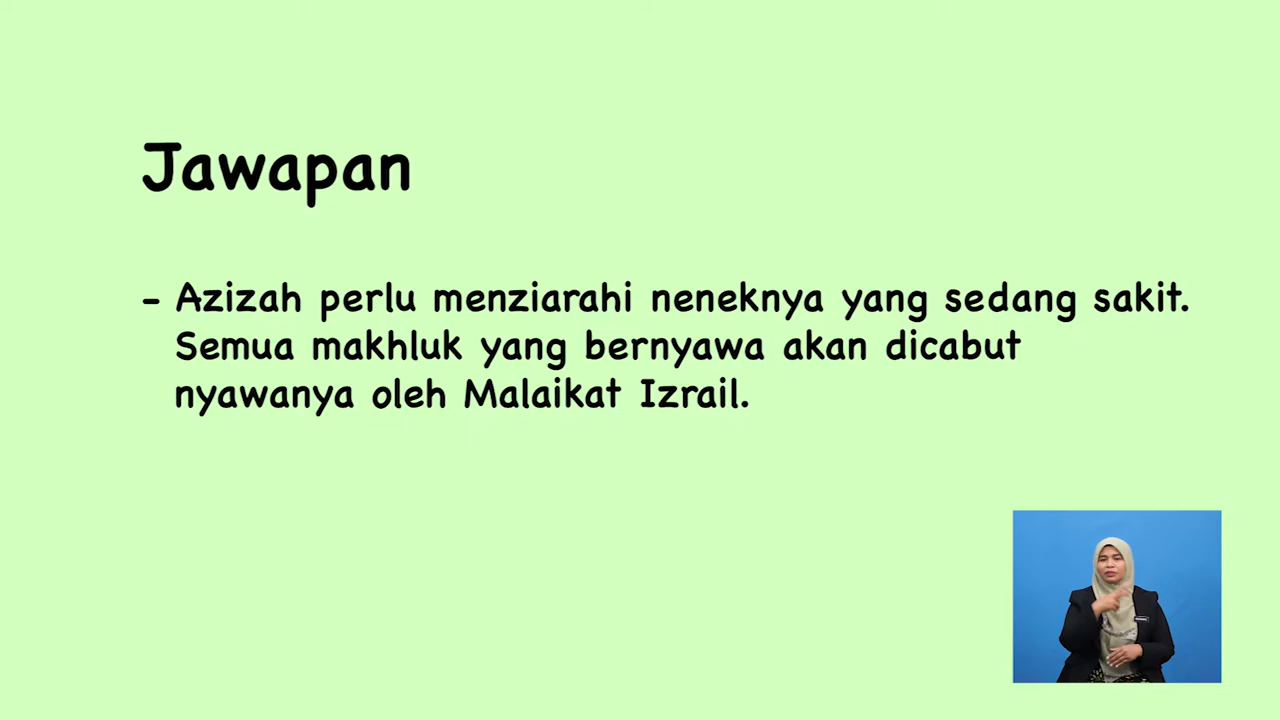 Jawapan
- Azizah perlu menziarahi neneknya yang sedang sakit.
Semua makhluk yang bernyawa akan dicabut
nyawanya oleh Malaikat Izrail.